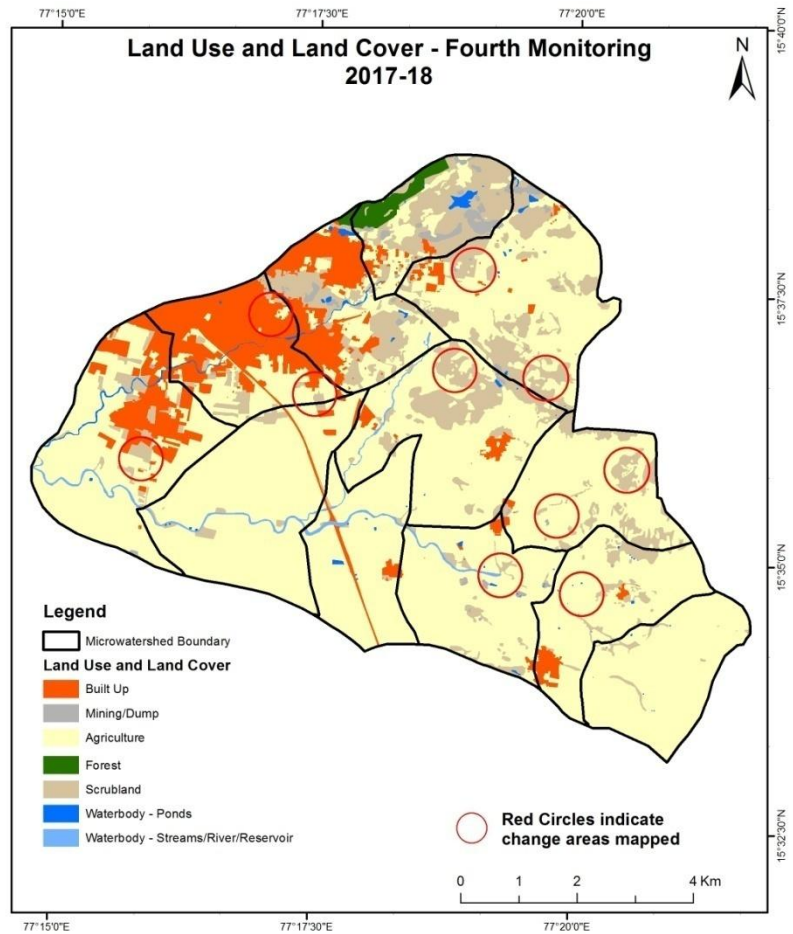 77°15'0"E 77°17'30"E 77°20'0"E
Land Use and Land Cover - Fourth Monitoring
2017-18
N
15°40'0"N
15°37'30"N
15°35'0"N
15°32'30"N
Legend
Microwatershed Boundary
Land Use and Land Cover
Built Up
Mining/Dump
Agriculture
Forest
Scrubland
Waterbody - Ponds
Waterbody - Streams/River/Reservoir
Red Circles indicate
change areas mapped
0 1 2 4 Km
77°15'0"E 77°17'30"E 77°20'0"E